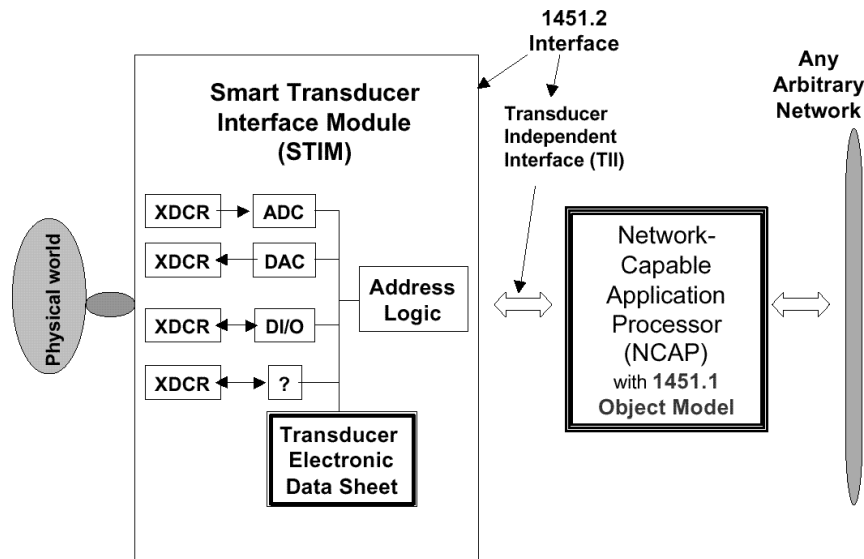 1451.2
Interface
Any
Arbitrary
Network
Smart Transducer
Interface Module
(STIM)
Transducer
Independent
Interface (TII)
Physical world
XDCR
ADC
XDCR
DAC
XDCR
DI/O
XDCR
?
Address
Logic
Transducer
Electronic
Data Sheet
Network-
Capable
Application
Processor
(NCAP)
with 1451.1
Object Model